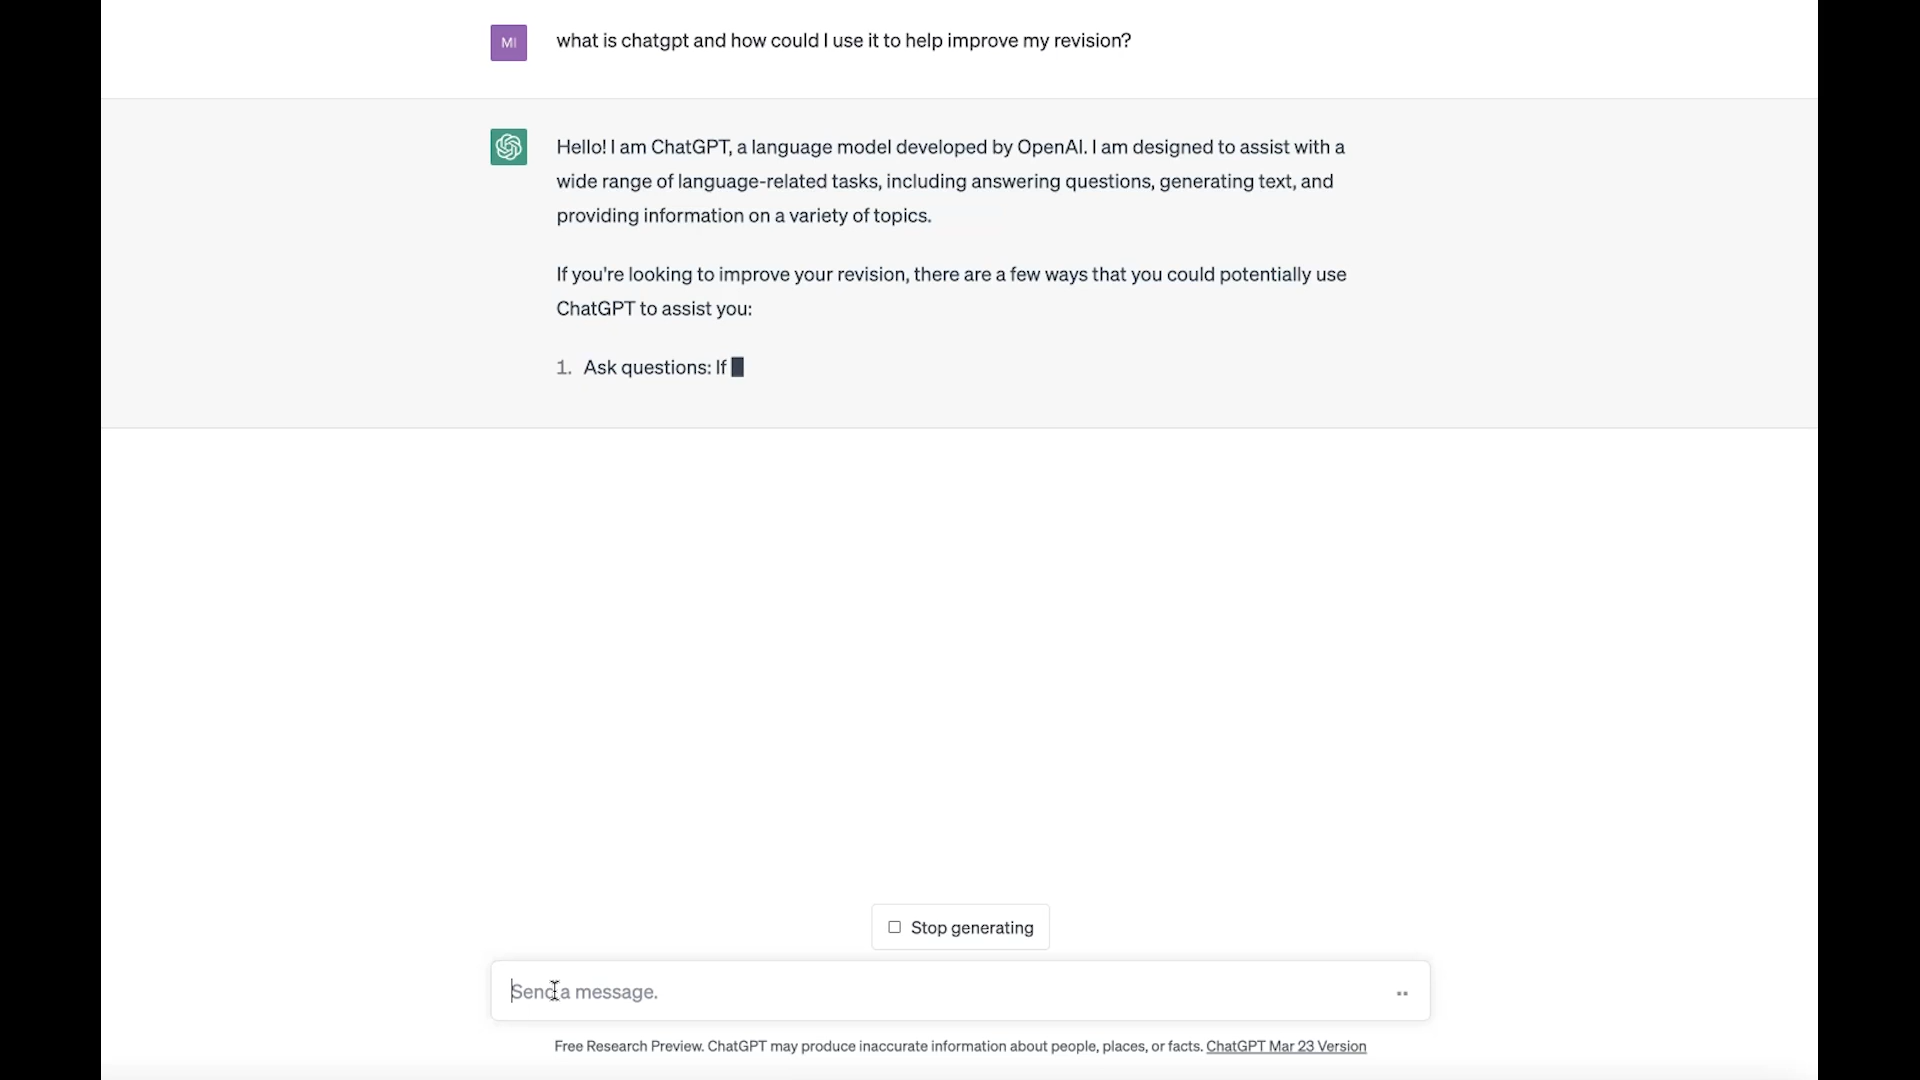 MI
what is chatgpt and how could I use it to help improve my revision?
Hello! I am ChatGPT, a language model developed by OpenAI. I am designed to assist with a
wide range of language-related tasks, including answering questions, generating text, and
providing information on a variety of topics.
If you're looking to improve your revision, there are a few ways that you could potentially use
ChatGPT to assist you:
1. Ask questions: If
Stop generating
Send a message.
Free Research Preview. ChatGPT may produce inaccurate information about people, places, or facts. ChatGPT Mar 23 Version